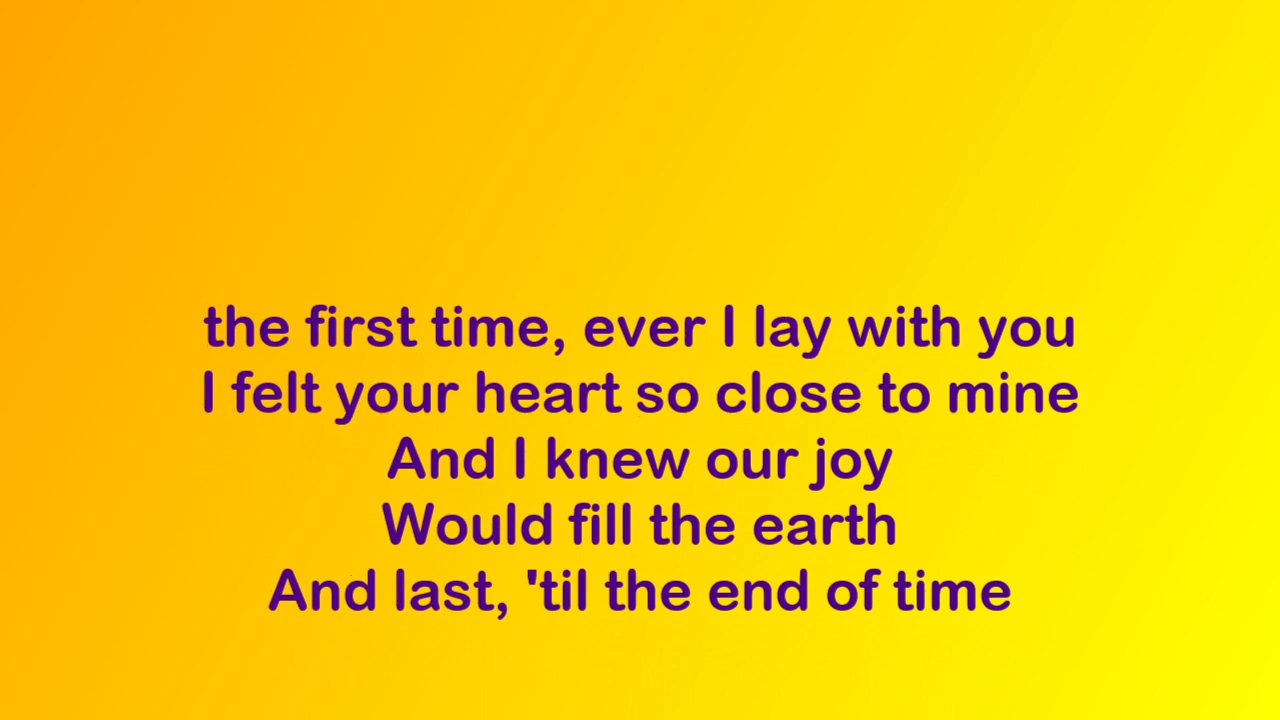 the first time, ever I lay with you
I felt your heart so close to mine
And I knew our joy
Would fill the earth
And last, 'til the end of time